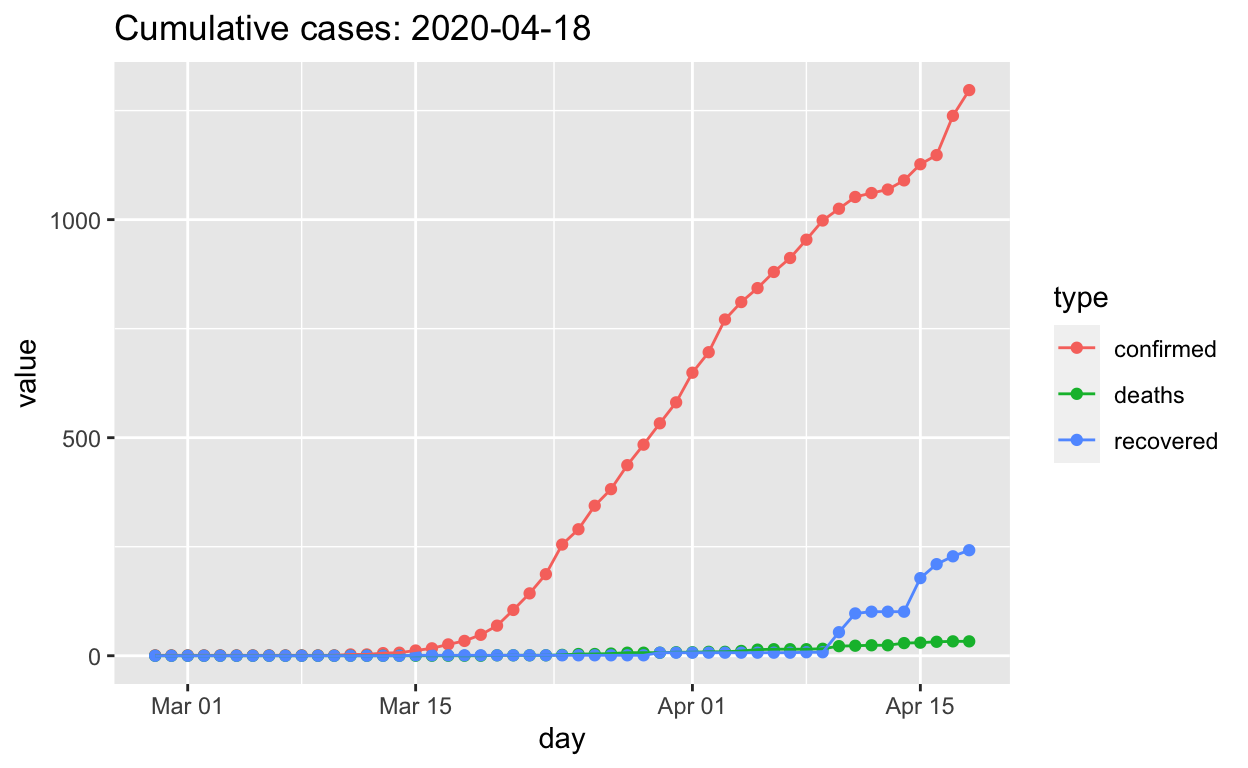 Cumulative cases: 2020-04-18
value
1000
500
0
Mar 01
Mar 15
Apr 01
Apr 15
day
type
confirmed
deaths
recovered